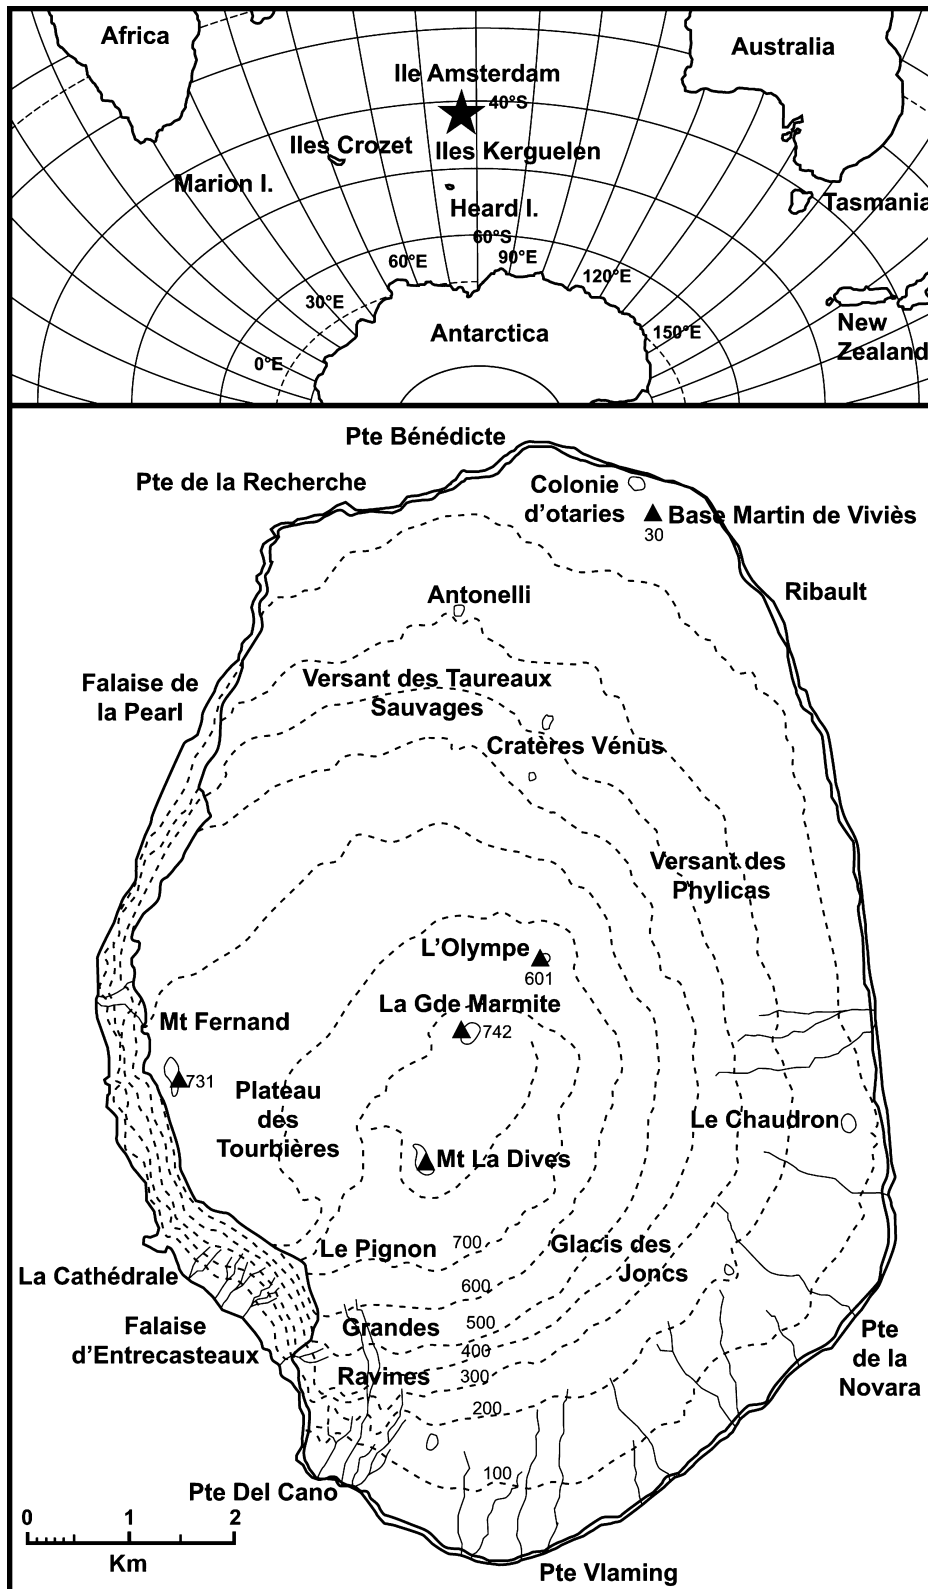 Africa
Australia
Ile Amsterdam
40°S
Iles Crozet
Iles Kerguelen
Marion I.
Tasmania
Heard I.
60°S
60°E
90°E
120°E
30°E
New
Zealand
150°E
Antarctica
0°E
Pte Bénédicte
Pte de la Recherche
Colonie
d'otaries
Base Martin de Viviès
30
Ribault
Antonelli
Falaise de
la Pearl
Versant des Taureaux
Sauvages
Cratères Vénus
Versant des
Phylicas
L'Olympe
601
La Gde Marmite
742
Mt Fernand
731
Plateau
des
Tourbières
Le Chaudron
Mt La Dives
Le Pignon
700
Glacis des
Joncs
La Cathédrale
600
Falaise
d'Entrecasteaux
Grandes
500
Pte
de la
Novara
400
Ravines
300
200
100
Pte Del Cano
0 1 2
Km
Pte Vlaming